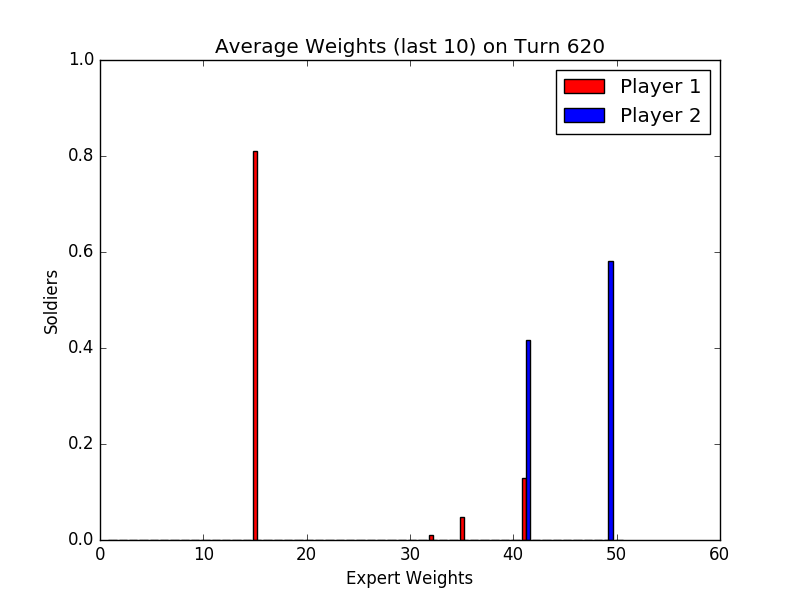 Average Weights (last 10) on Turn 620
Player 1
Player 2
1.0
0.8
0.6
0.4
0.2
0.0
Soldiers
0 10 20 30 40 50 60
Expert Weights